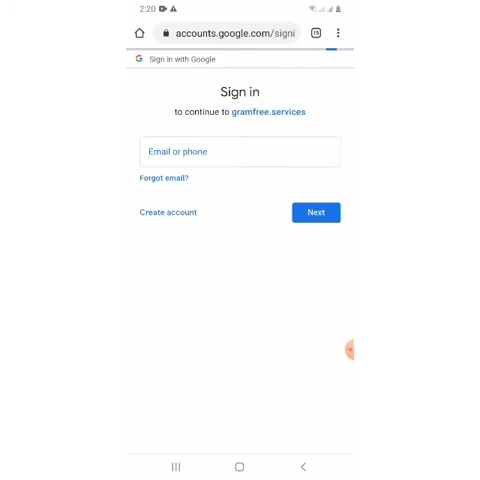 2:20
accounts.google.com/signi
15
Sign in with Google
Sign in
to continue to gramfree.services
Email or phone
Forgot email?
Create account
Next